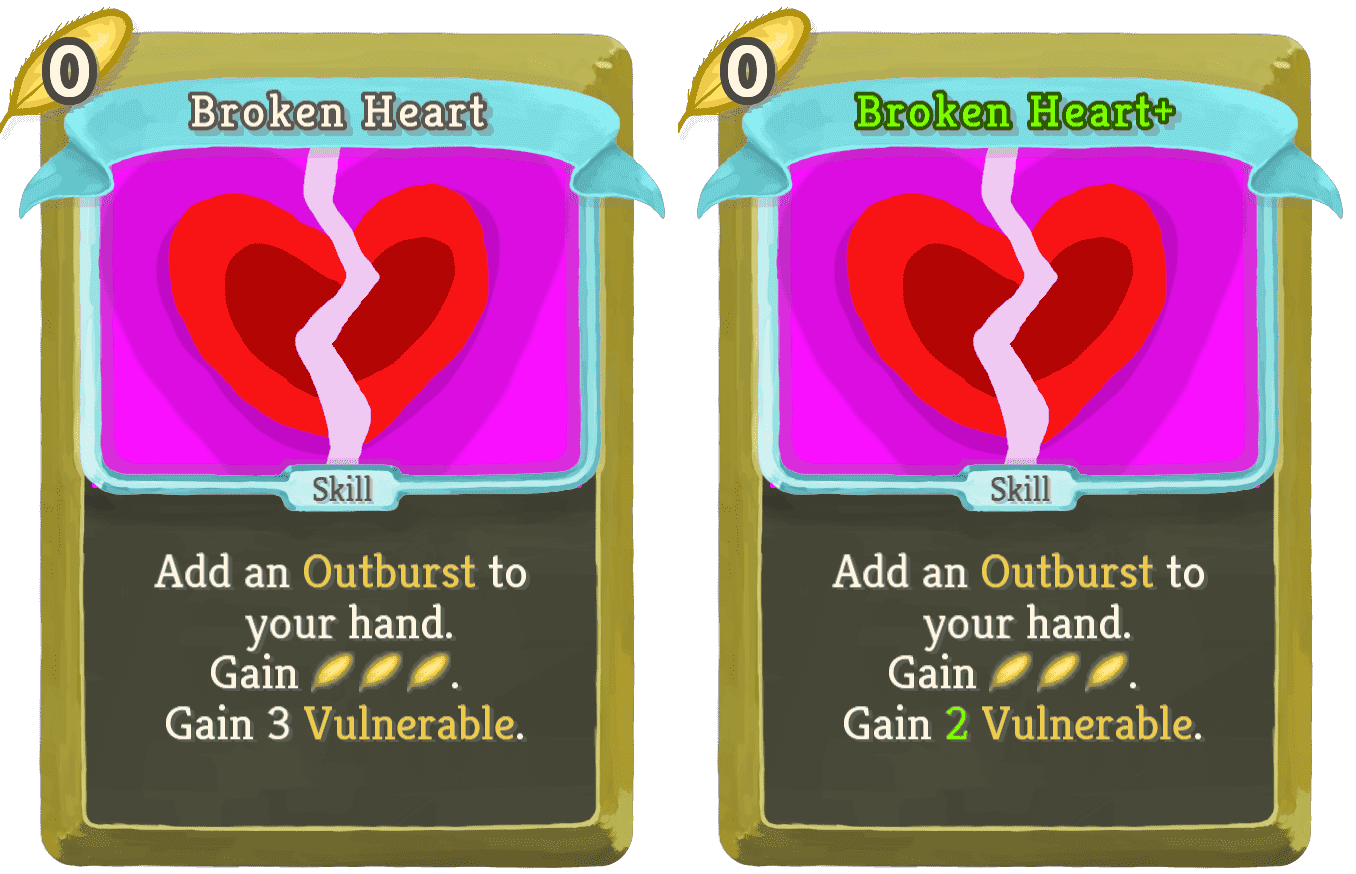 0
Broken Heart
Skill
Add an Outburst to
your hand.
Gain .
Gain 3 Vulnerable.
0
Broken Heart+
Skill
Add an Outburst to
your hand.
Gain .
Gain 2 Vulnerable.